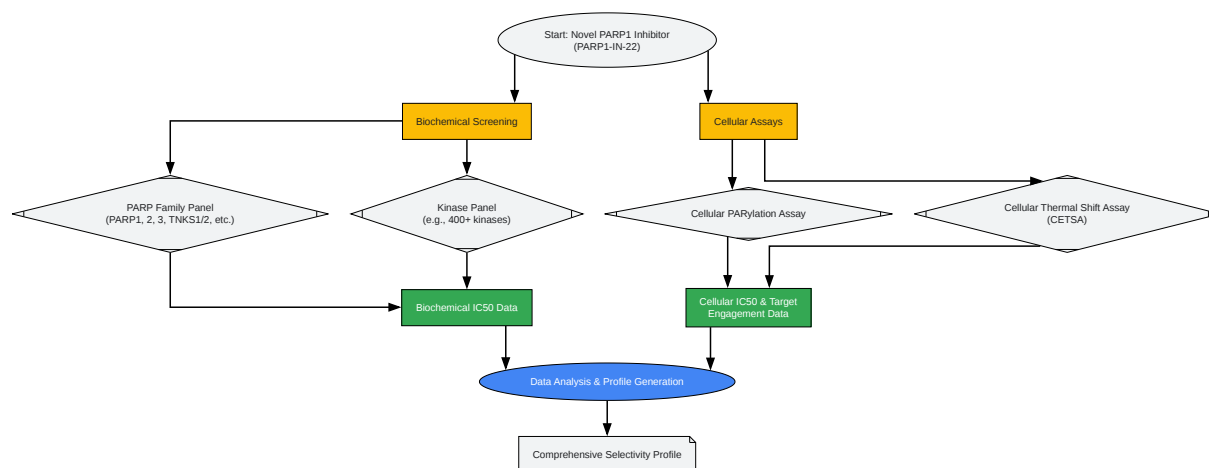 Start: Novel PARP1 Inhibitor
(PARP1-IN-22)
Biochemical Screening
Cellular Assays
PARP Family Panel
(PARP1, 2, 3, TNKS1/2, etc.)
Kinase Panel
(e.g., 400+ kinases)
Cellular PARylation Assay
Cellular Thermal Shift Assay
(CETSA)
Biochemical IC50 Data
Cellular IC50 & Target
Engagement Data
Data Analysis & Profile Generation
Comprehensive Selectivity Profile